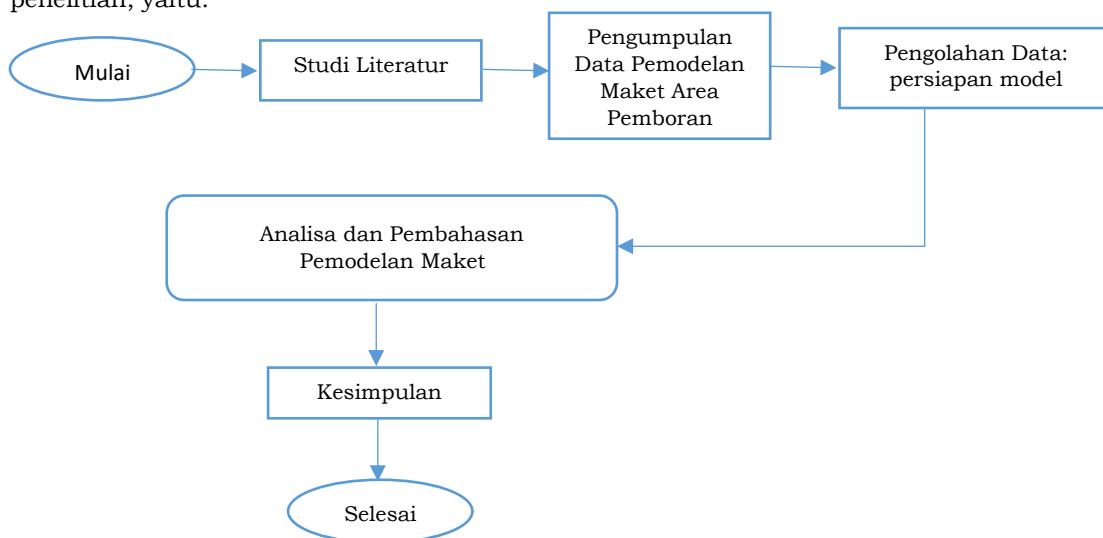 penelitian, yaitu:
Mulai
Studi Literatur
Pengumpulan
Data Pemodelan
Maket Area
Pemboran
Pengolahan Data:
persiapan model
Analisa dan Pembahasan
Pemodelan Maket
Kesimpulan
Selesai